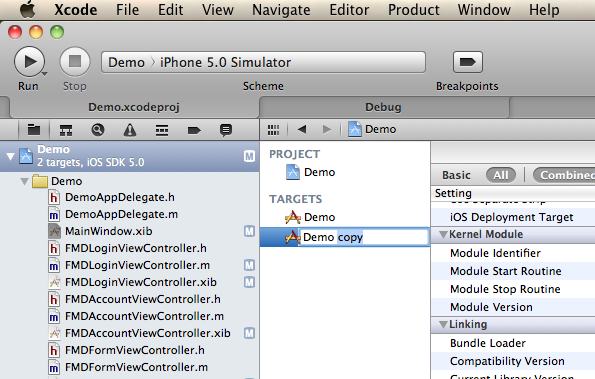 Xcode File Edit View Navigate Editor Product Window Help
Demo › iPhone 5.0 Simulator
Run Stop Scheme Breakpoints
Demo.xcodeproj Debug
Demo
Demo
2 targets, iOS SDK 5.0
M
Demo
DemoAppDelegate.h
DemoAppDelegate.m
MainWindow.xib M
FMDLoginViewController.h
FMDLoginViewController.m M
FMDLoginViewController.xib M
FMDAccountViewController.h
FMDAccountViewController.m
FMDAccountViewController.xib M
FMDFormViewController.h
FMDFormViewController.m
PROJECT
Demo
TARGETS
Demo
Demo copy
Basic All Combined
Setting
iOS Deployment Target
Kernel Module
Module Identifier
Module Start Routine
Module Stop Routine
Module Version
Linking
Bundle Loader
Compatibility Version
Current Library Version